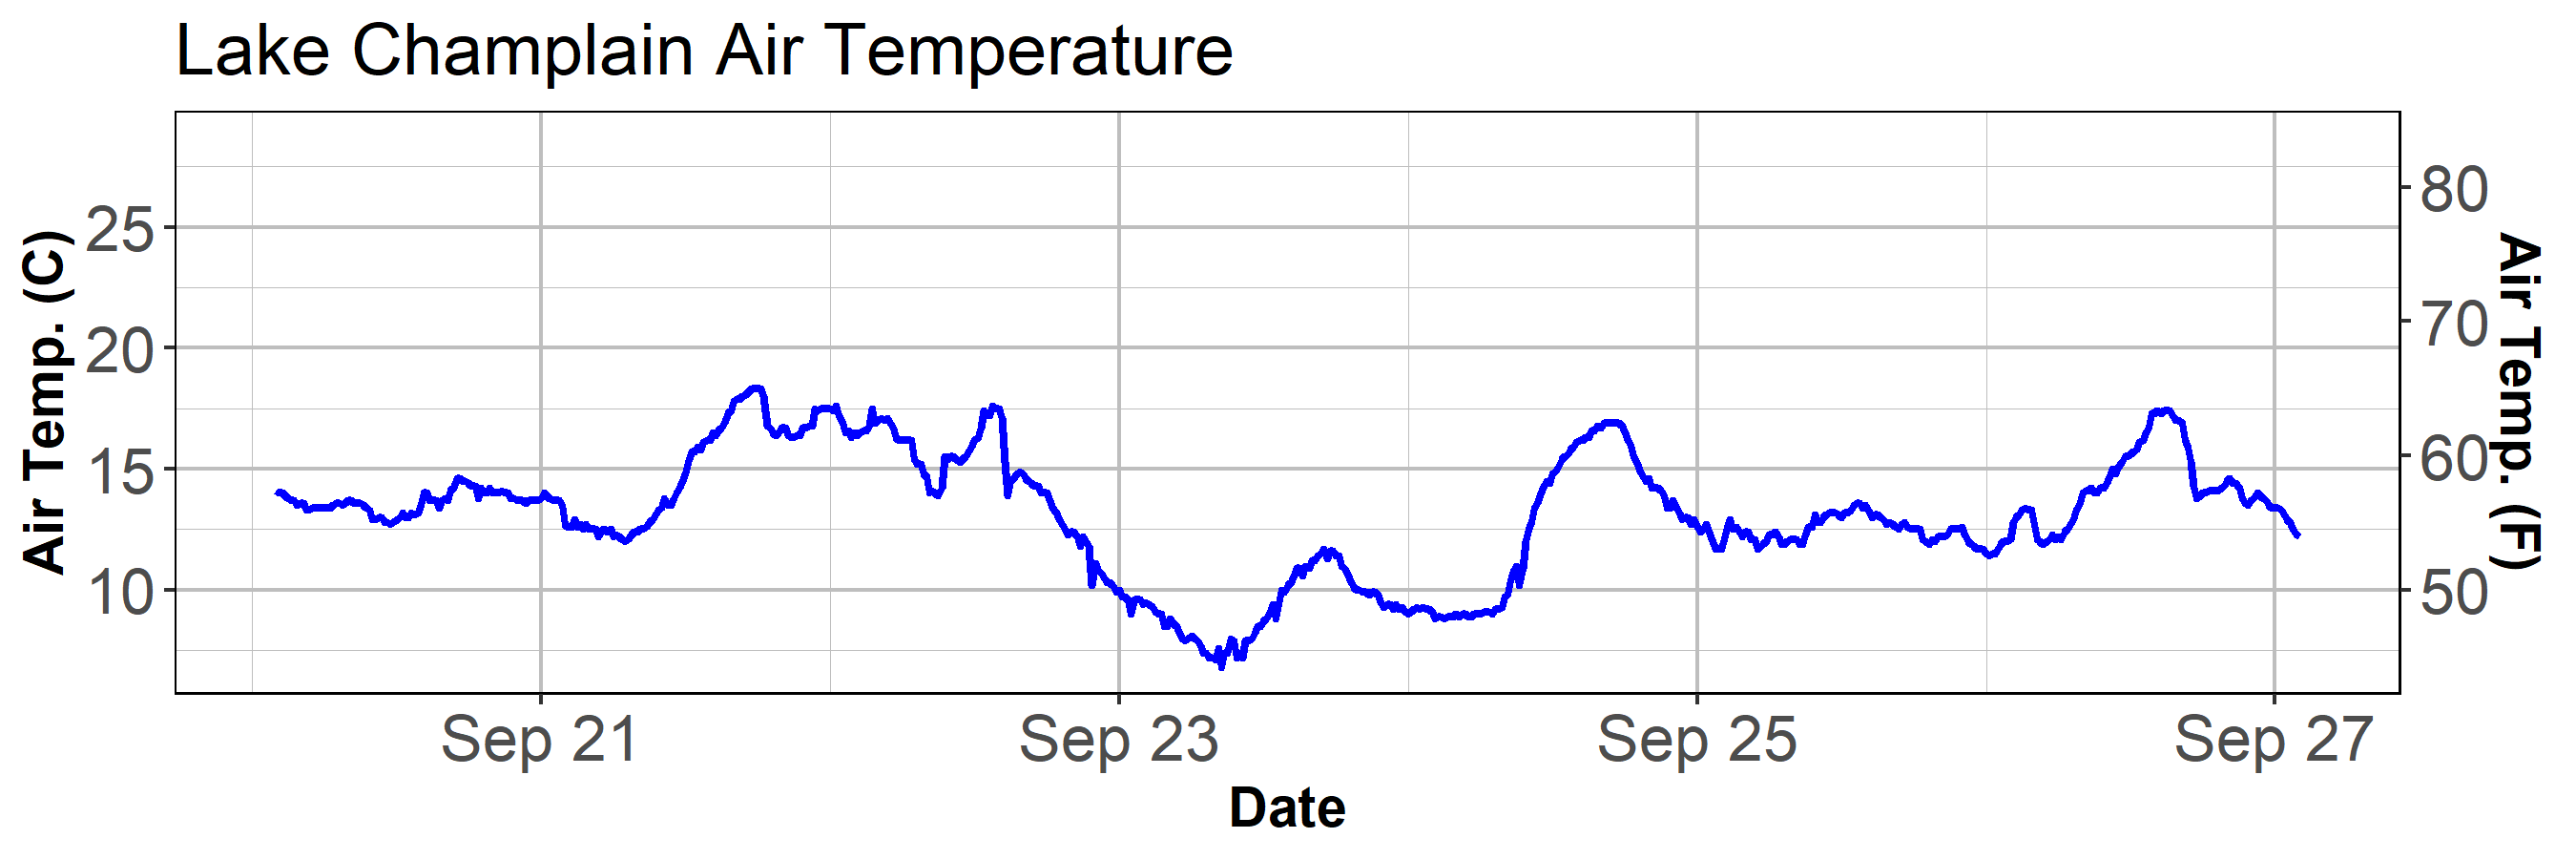 Lake Champlain Air Temperature
Air Temp. (C)
25
20
15
10
80
70
60
50
Air Temp. (F)
Sep 21
Sep 23
Sep 25
Sep 27
Date